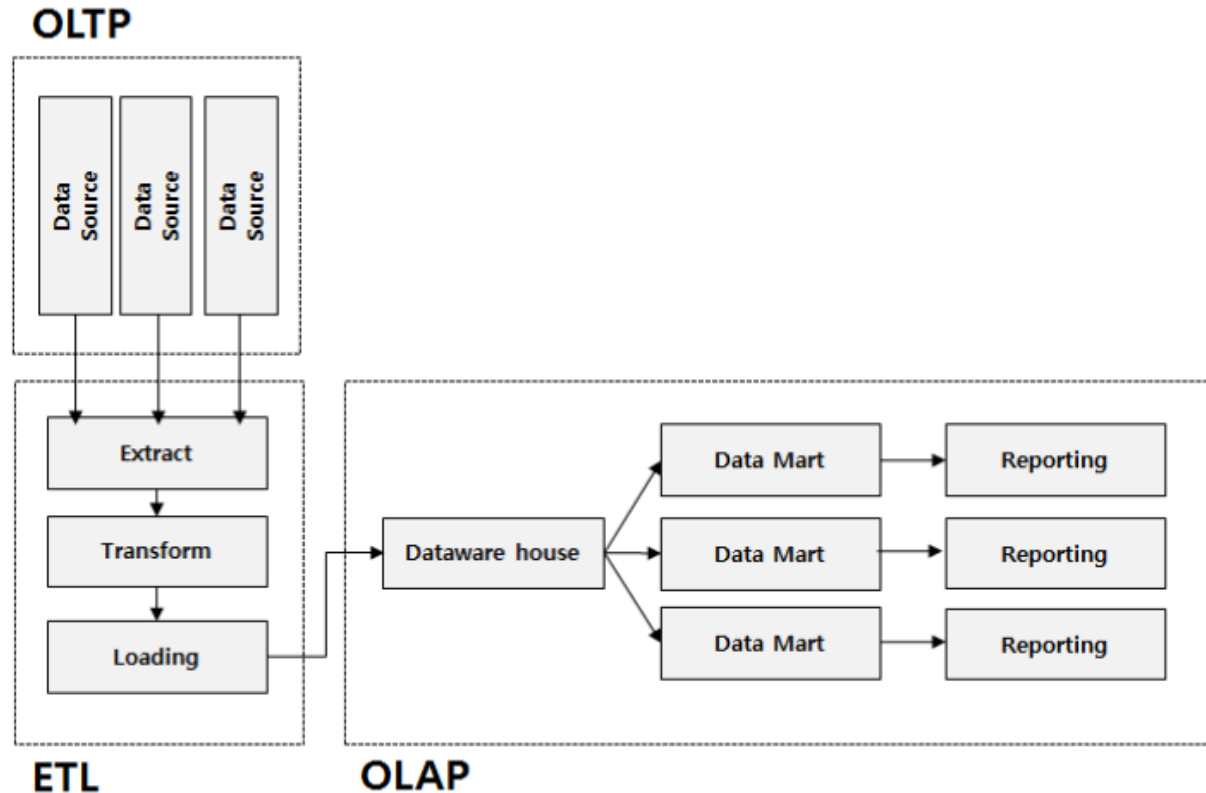 OLTP
Data
Source
Data
Source
Data
Source
Extract
Transform
Loading
ETL
Dataware house
Data Mart
Reporting
Data Mart
Reporting
Data Mart
Reporting
OLAP